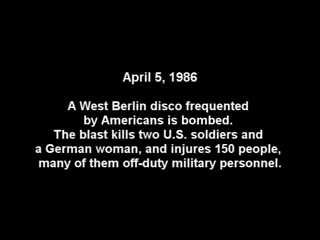 April 5, 1986
A West Berlin disco frequented
by Americans is bombed.
The blast kills two U.S. soldiers and
a German woman, and injures 150 people,
many of them off-duty military personnel.